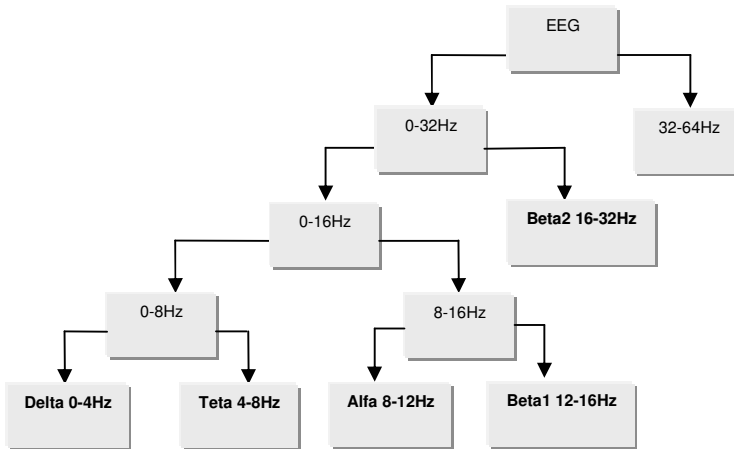 EEG
0-32Hz
32-64Hz
0-16Hz
Beta2 16-32Hz
0-8Hz
8-16Hz
Delta 0-4Hz
Teta 4-8Hz
Alfa 8-12Hz
Beta1 12-16Hz